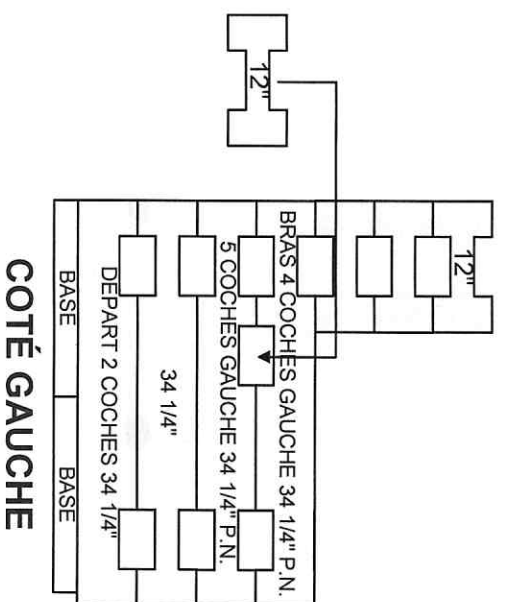 12"
12"
BRAS 4 COCHES GAUCHE 34 1/4" P.N.
5 COCHES GAUCHE 34 1/4" P.N.
34 1/4"
DEPART 2 COCHES 34 1/4"
BASE
BASE
COTÉ GAUCHE